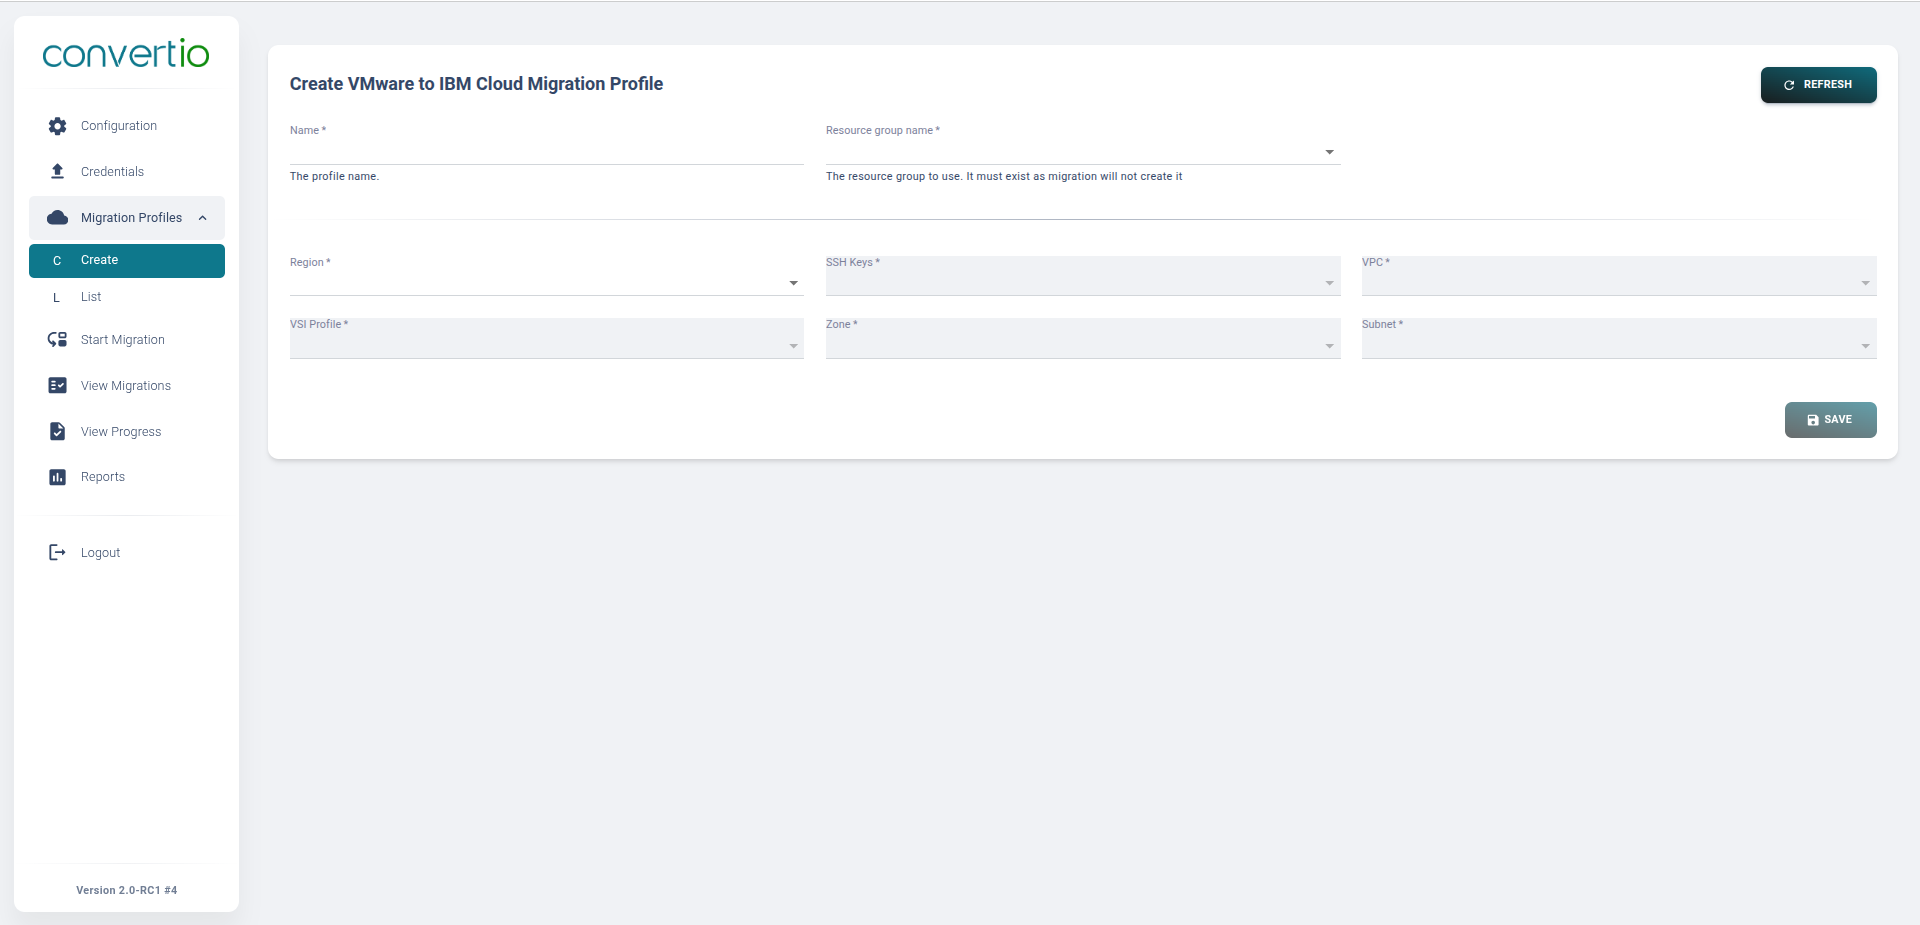 convertio
Configuration
Credentials
Migration Profiles
C Create
L List
Start Migration
View Migrations
View Progress
Reports
Logout
Version 2.0-RC1 #4
Create VMware to IBM Cloud Migration Profile
REFRESH
Name *
Resource group name *
The profile name.
The resource group to use. It must exist as migration will not create it
Region *
SSH Keys *
VPC *
VSI Profile *
Zone *
Subnet *
SAVE